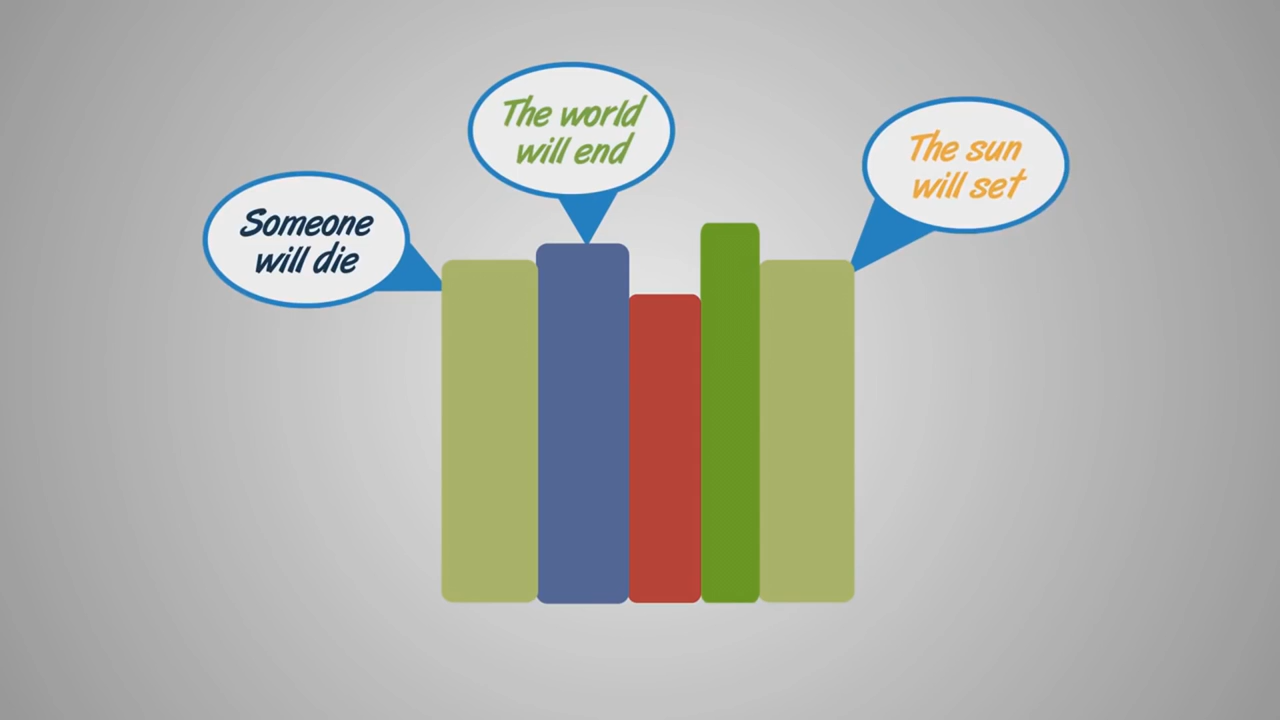 Someone
will die
The world
will end
The sun
will set